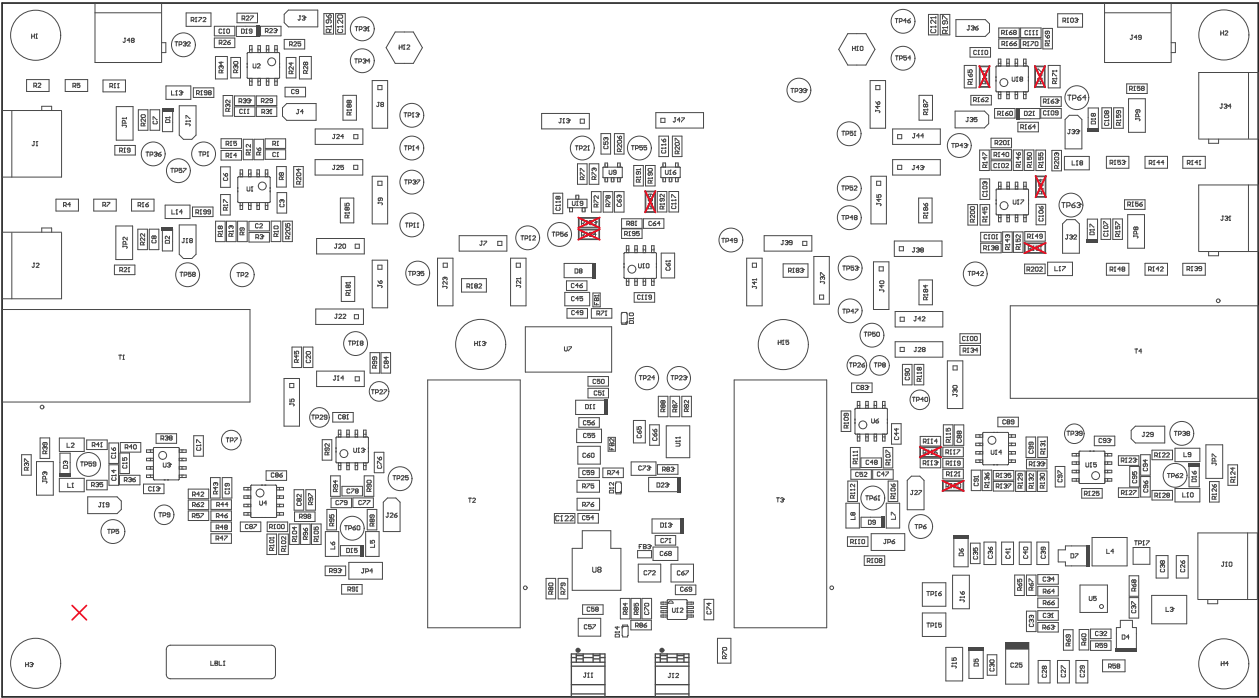 H1
J48
R172
R27
J3
R196
C120
TP31
TP32
C10
D19
R23
R26
R25
H12
TP34
R34
R30
U2
R24
R28
R2
R5
R11
L13
R198
C9
R32
R33
R29
C11
R31
J4
R188
J8
TP13
J1
JP1
R20
C7
D1
J17
R19
TP36
TP57
TP1
R15
R14
R12
R6
R1
C1
J24
TP14
C6
R8
R204
U1
R17
C3
J25
TP37
J9
R185
R4
R7
R16
L14
R199
TP11
J2
JP2
R22
C8
D2
J18
R18
R13
R9
C2
R3
R10
R205
J20
R21
TP58
TP2
R181
J6
TP35
J22
T1
TP18
R45
C20
R99
C84
J14
TP27
J5
TP29
C81
TP7
R37
R39
L2
R41
C16
R40
R38
C17
D3
TP59
C15
U3
JP3
L1
R35
C14
R36
C13
J19
TP9
TP5
R92
U13
C76
TP25
C86
R42
R43
C19
R62
R44
R57
R46
R48
R47
U4
C82
R97
R98
C87
R100
R101
R102
R104
R96
R105
R94
C78
R90
C79
C77
R95
TP60
R89
J26
L6
D15
L5
R93
JP4
R91
H3
LBL1
J13
J47
TP21
C53
R206
TP55
C116
R207
R77
R73
U9
R191
R190
U16
C118
U19
R72
R78
C63
R192
C117
TP56
R81
C64
R195
J7
TP12
J23
R182
J21
D8
U10
C61
C46
C45
FB1
C119
C49
R71
D10
H13
U7
TP24
TP23
C50
C51
D11
R88
R87
R82
C56
C55
FB2
C65
C66
U11
C60
C59
R74
C73
R83
R75
D12
D23
R76
C122
C54
D13
C71
FB3
C68
U8
C72
C67
R80
R79
C69
C58
R84
R85
C70
U12
C74
C57
D14
R86
R70
J11
J12
T2
T3
TP33
TP49
J39
J41
R183
J37
H15
TP46
C121
R197
J36
R103
J49
H2
H10
TP54
R168
C111
R169
R166
R170
C110
R165
U18
R171
J46
R187
R162
R163
TP64
R158
J34
TP51
J44
J35
R160
D21
C109
R164
J33
D18
C108
R159
JP9
TP43
R201
J43
R147
R140
C102
R146
R150
R155
R203
L18
R153
R144
R141
TP52
J45
R186
C103
U17
TP63
R156
J31
TP48
R200
R145
C106
J32
D17
C107
R157
JP8
J38
C101
R138
R143
R152
R149
TP53
TP42
R202
L17
R148
R142
R139
J40
R184
TP47
J42
TP50
J28
C100
R134
T4
TP26
TP8
C90
R118
J30
C83
TP40
R109
U6
C44
R114
R115
C88
C89
R117
R113
R119
R121
U14
C99
R131
TP39
C93
J29
TP38
R111
C48
R107
C52
C47
R112
TP61
R106
J27
L8
D9
L7
TP6
R110
JP6
R108
C91
R136
R135
R137
R129
R132
R130
C97
U15
R125
R123
C94
R122
L9
JP7
C95
C96
R127
R128
TP62
D16
L10
R126
R124
D6
C35
C36
C41
C40
C39
D7
L4
TP17
C38
C26
J10
TP16
J16
TP15
R65
R67
C34
R64
R66
C33
C31
R63
U5
R68
C37
L3
R69
R60
C32
R59
D4
J15
D5
C30
C25
C28
C27
C29
R58
H4